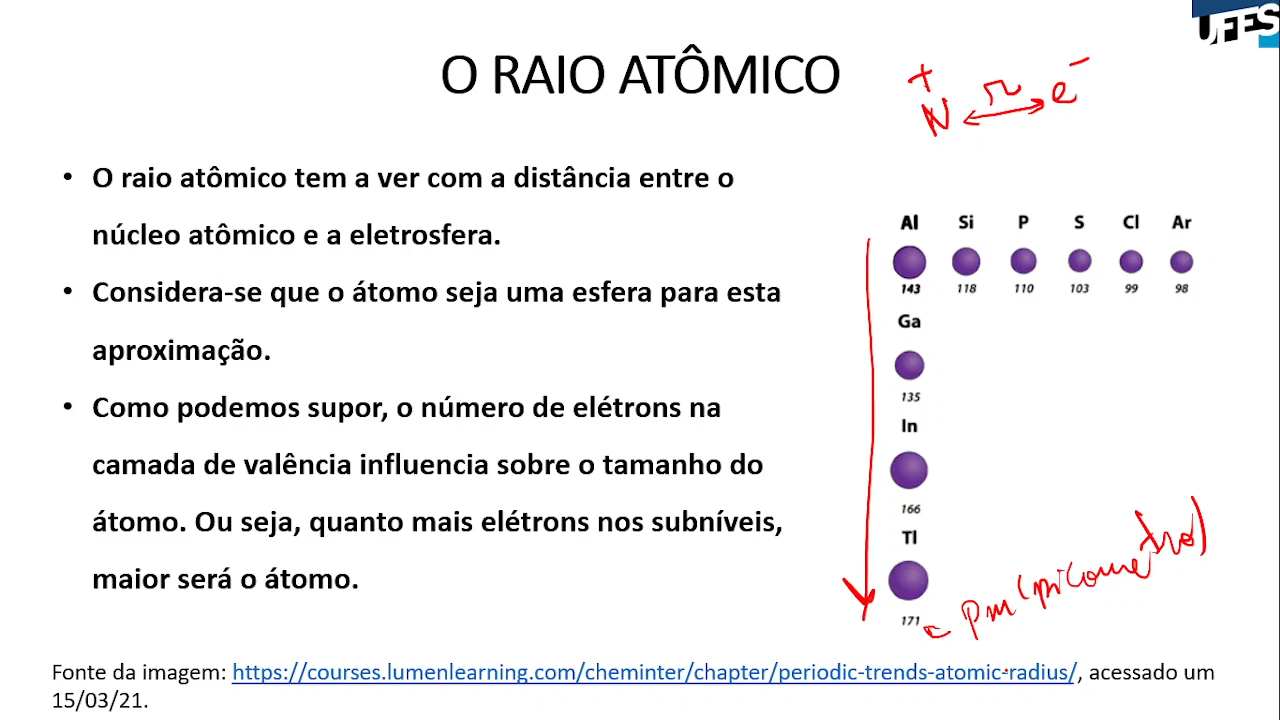 UFES
O RAIO ATÔMICO
+
N r e-
• O raio atômico tem a ver com a distância entre o
núcleo atômico e a eletrosfera.
• Considera-se que o átomo seja uma esfera para esta
aproximação.
• Como podemos supor, o número de elétrons na
camada de valência influencia sobre o tamanho do
átomo. Ou seja, quanto mais elétrons nos subníveis,
maior será o átomo.
Al Si P S Cl Ar
143 118 110 103 99 98
Ga
135
In
166
Tl
171
pm (picometro)
Fonte da imagem: https://courses.lumenlearning.com/cheminter/chapter/periodic-trends-atomic-radius/, acessado um
15/03/21.